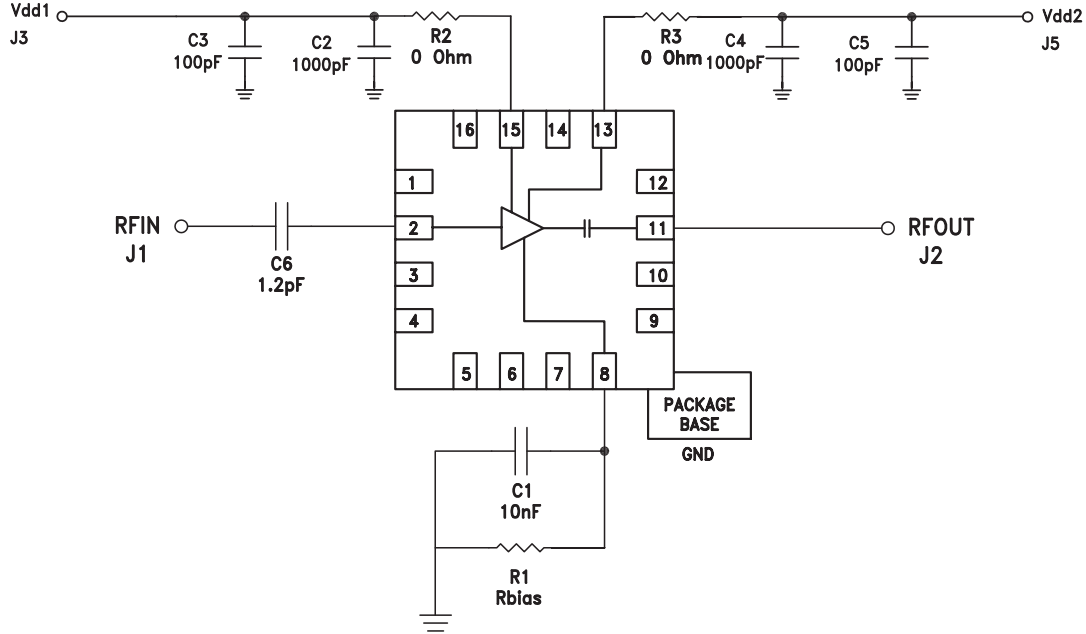 Vdd1
J3
C3
100pF
C2
1000pF
R2
0 Ohm
R3
0 Ohm
C4
1000pF
C5
100pF
Vdd2
J5
16
15
14
13
1
12
RFIN
J1
2
11
RFOUT
J2
C6
1.2pF
3
10
4
9
5
6
7
8
PACKAGE
BASE
GND
C1
10nF
R1
Rbias